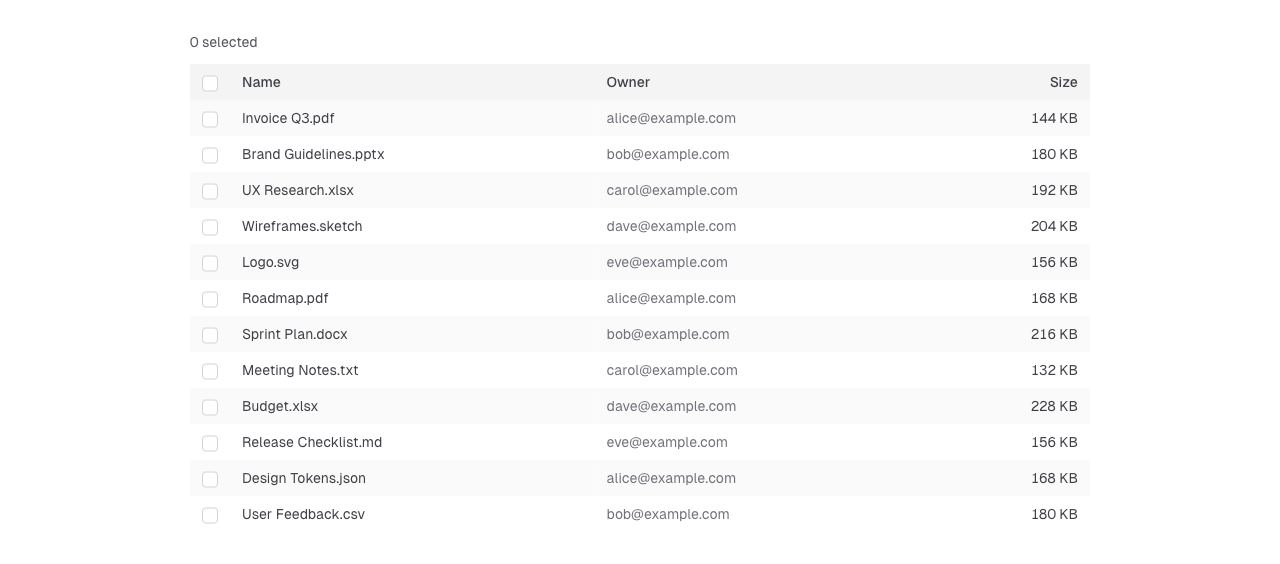 0 selected
Name Owner Size
Invoice Q3.pdf alice@example.com 144 KB
Brand Guidelines.pptx bob@example.com 180 KB
UX Research.xlsx carol@example.com 192 KB
Wireframes.sketch dave@example.com 204 KB
Logo.svg eve@example.com 156 KB
Roadmap.pdf alice@example.com 168 KB
Sprint Plan.docx bob@example.com 216 KB
Meeting Notes.txt carol@example.com 132 KB
Budget.xlsx dave@example.com 228 KB
Release Checklist.md eve@example.com 156 KB
Design Tokens.json alice@example.com 168 KB
User Feedback.csv bob@example.com 180 KB